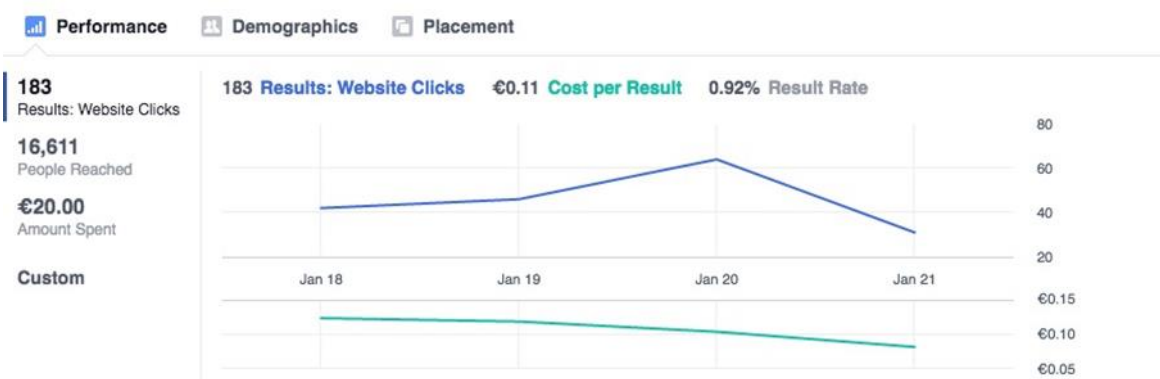 Performance Demographics Placement
183
Results: Website Clicks
16,611
People Reached
€20.00
Amount Spent
Custom
183 Results: Website Clicks €0.11 Cost per Result 0.92% Result Rate
80
60
40
20
Jan 18 Jan 19 Jan 20 Jan 21
€0.15
€0.10
€0.05